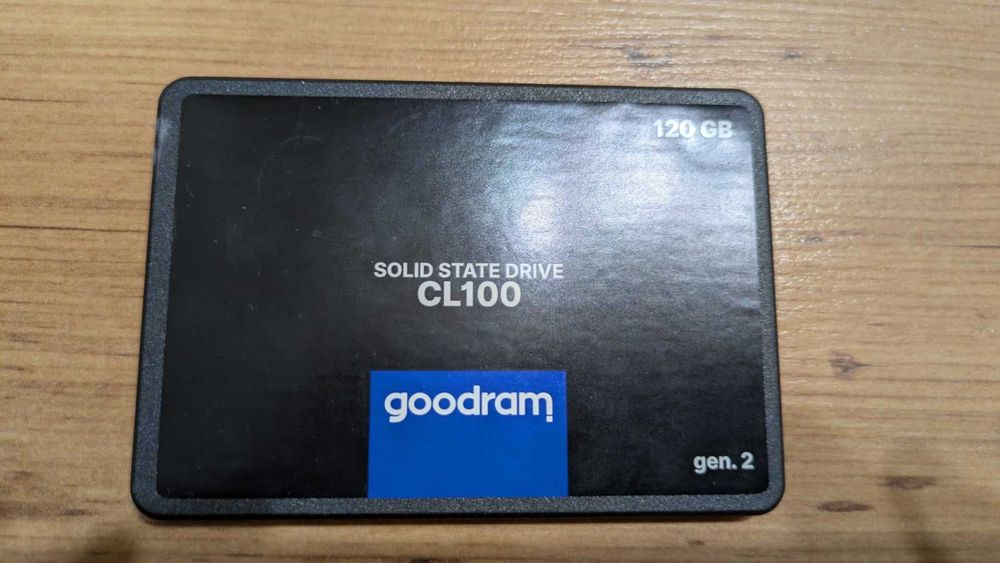 120 GB
SOLID STATE DRIVE
CL100
goodram
gen. 2